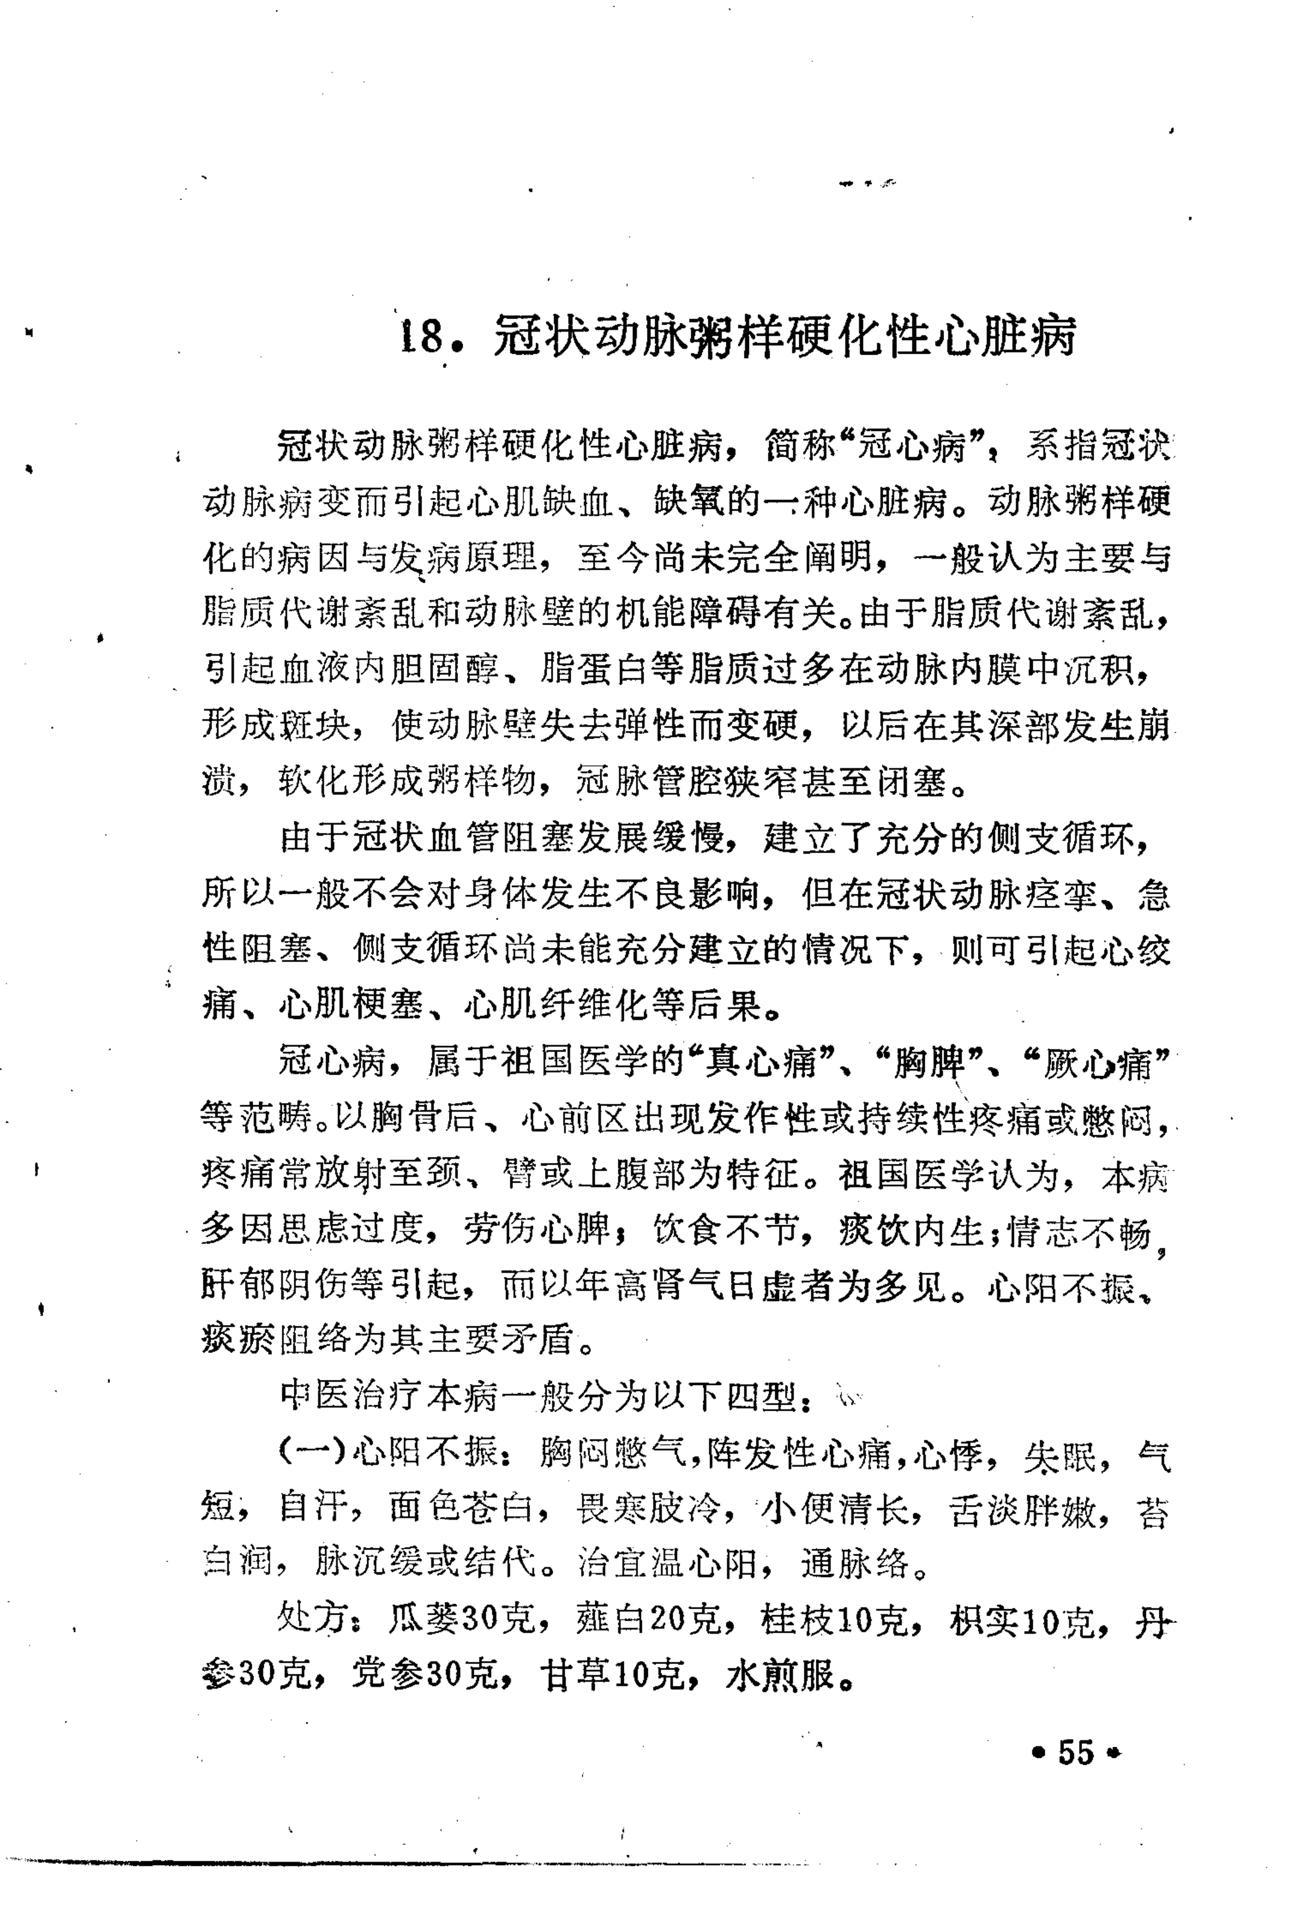 18．冠状动脉粥样硬化性心脏病
冠状动脉粥样硬化性心脏病，简称“冠心病”，系指冠状
动脉病变而引起心肌缺血、缺氧的一种心脏病。动脉粥样硬
化的病因与发病原理，至今尚未完全阐明，一般认为主要与
脂质代谢紊乱和动脉壁的机能障碍有关。由于脂质代谢紊乱，
引起血液内胆固醇、脂蛋白等脂质过多在动脉内膜中沉积，
形成斑块，使动脉壁失去弹性而变硬，以后在其深部发生崩
溃，软化形成粥样物，冠脉管腔狭窄甚至闭塞。
由于冠状血管阻塞发展缓慢，建立了充分的侧支循环，
所以一般不会对身体发生不良影响，但在冠状动脉痉挛、急
性阻塞、侧支循环尚未能充分建立的情况下，则可引起心绞
痛、心肌梗塞、心肌纤维化等后果。
冠心病，属于祖国医学的“真心痛”、“胸脾”、“厥心痛”
等范畴。以胸骨后、心前区出现发作性或持续性疼痛或憋闷，
疼痛常放射至颈、臂或上腹部为特征。祖国医学认为，本病
多因思虑过度，劳伤心脾；饮食不节，痰饮内生；情志不畅，
肝郁阴伤等引起，而以年高肾气日虚者为多见。心阳不振、
痰瘀阻络为其主要矛盾。
中医治疗本病一般分为以下四型：
（一）心阳不振：胸闷憋气，阵发性心痛，心悸，失眠，气
短，自汗，面色苍白，畏寒肢冷，小便清长，舌淡胖嫩，苔
白润，脉沉缓或结代。治宜温心阳，通脉络。
处方：瓜蒌30克，薤白20克，桂枝10克，枳实10克，丹
参30克，党参30克，甘草10克，水煎服。
• 55 •